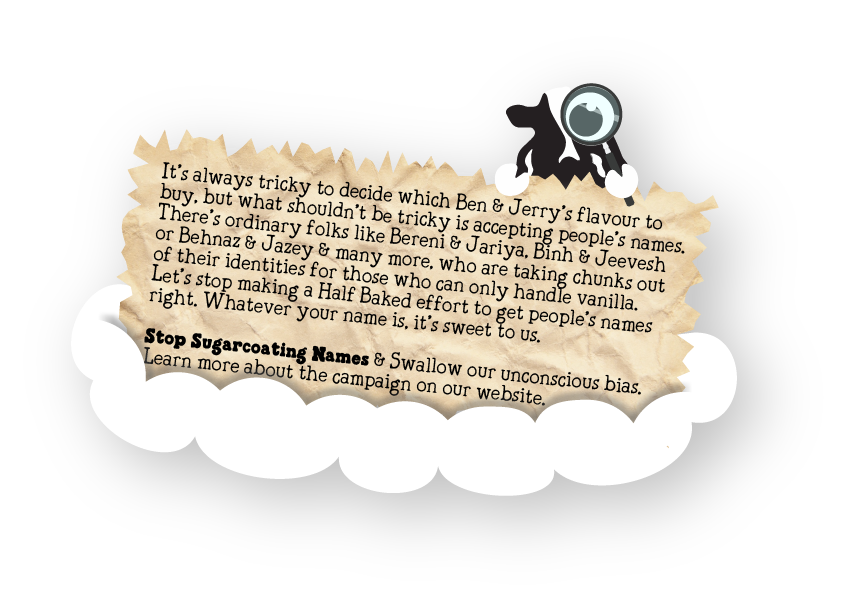 It's always tricky to decide which Ben & Jerry's flavour to
buy, but what shouldn't be tricky is accepting people's names.
There's ordinary folks like Bereni & Jariya, Binh & Jeevesh
or Behnaz & Jazey & many more, who are taking chunks out
of their identities for those who can only handle vanilla.
Let's stop making a Half Baked effort to get people's names
right. Whatever your name is, it's sweet to us.
Stop Sugarcoating Names & Swallow our unconscious bias.
Learn more about the campaign on our website.